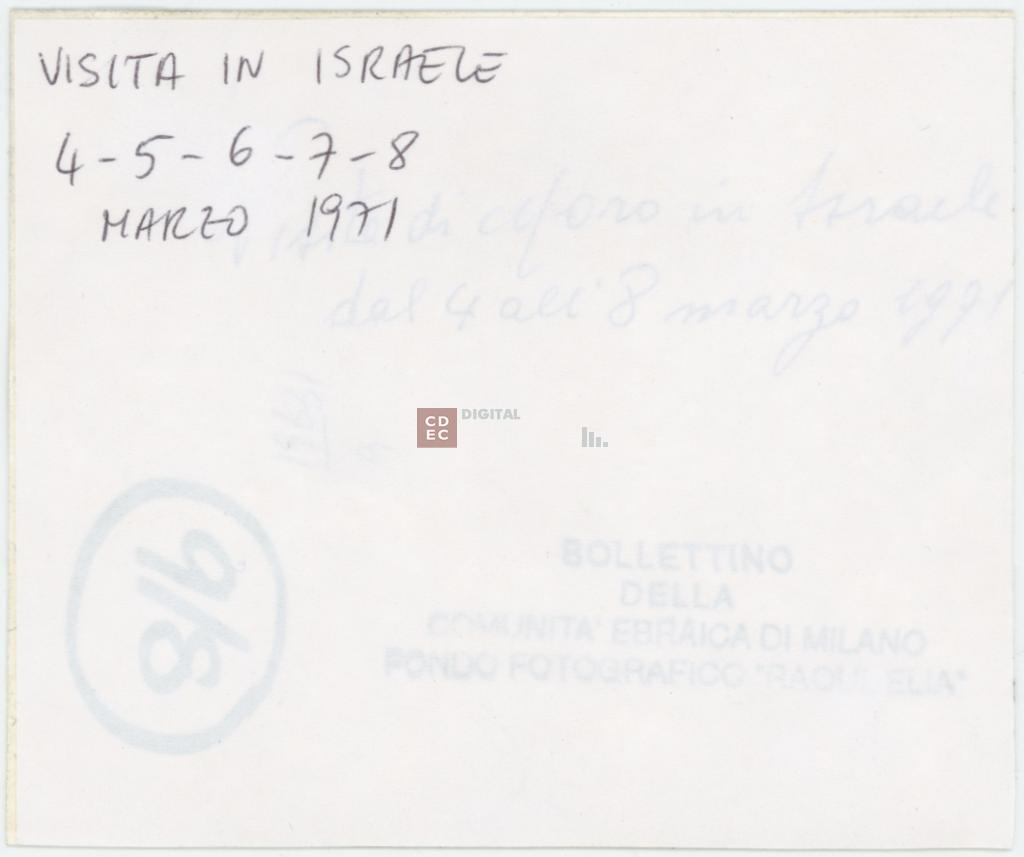 VISITA IN ISRAELE
4-5-6-7-8
MARZO 1971
Visita di Moro in Israele
dal 4 all'8 marzo 1971
CD
EC
DIGITAL
BOLLETTINO
DELLA
COMUNITA' EBRAICA DI MILANO
FONDO FOTOGRAFICO "RAOUL ELIA"